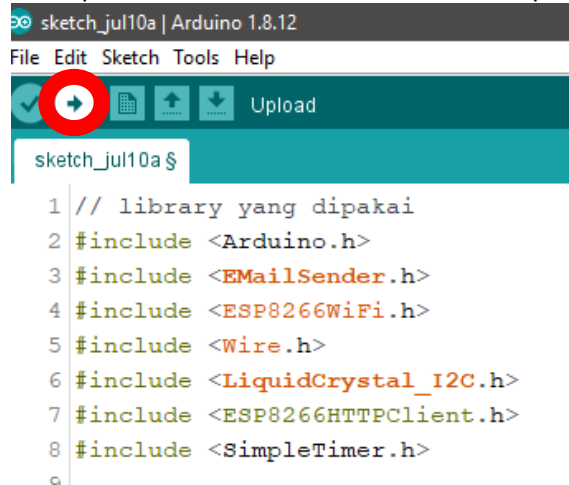 sketch_jul10a | Arduino 1.8.12
File Edit Sketch Tools Help
Upload
sketch_jul10a §
1 // library yang dipakai
2 #include <Arduino.h>
3 #include <EMailSender.h>
4 #include <ESP8266WiFi.h>
5 #include <Wire.h>
6 #include <LiquidCrystal_I2C.h>
7 #include <ESP8266HTTPClient.h>
8 #include <SimpleTimer.h>
9